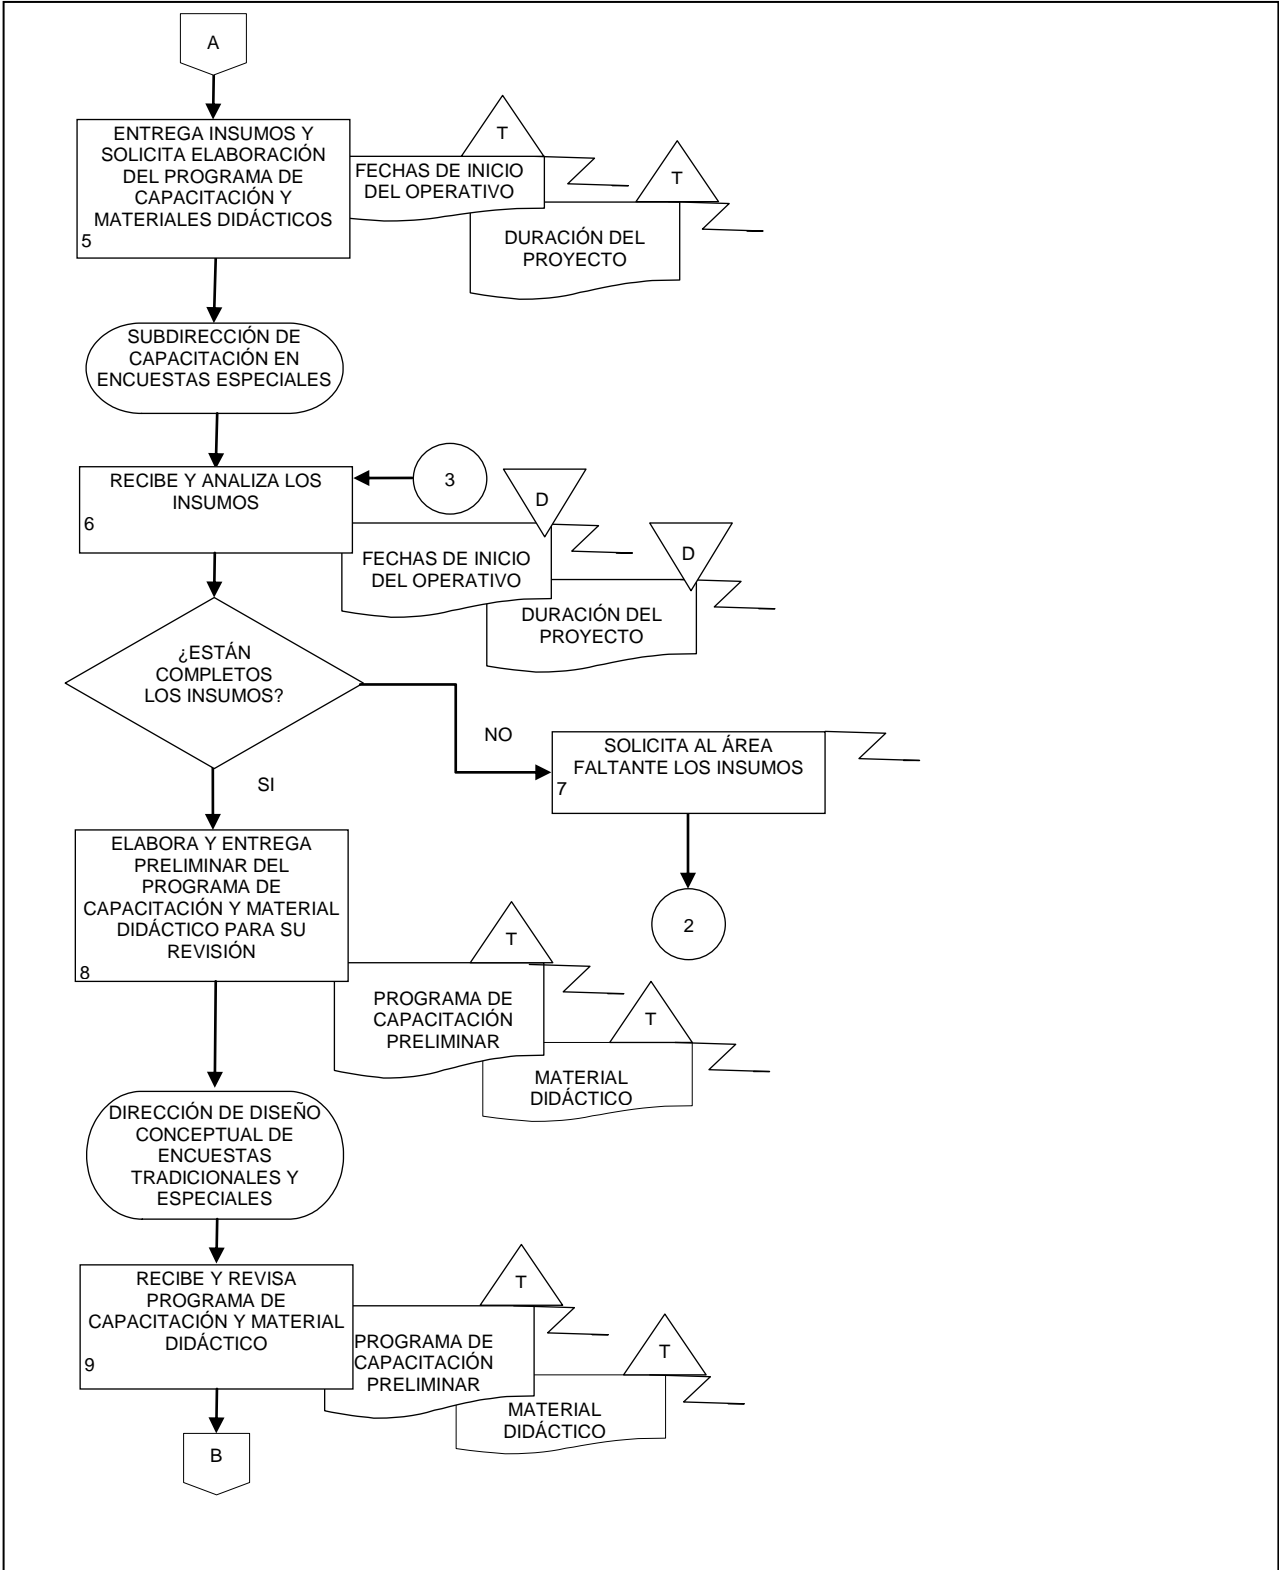 A
ENTREGA INSUMOS Y
SOLICITA ELABORACIÓN
DEL PROGRAMA DE
CAPACITACIÓN Y
MATERIALES DIDÁCTICOS
5
T
FECHAS DE INICIO
DEL OPERATIVO
T
DURACIÓN DEL
PROYECTO
SUBDIRECCIÓN DE
CAPACITACIÓN EN
ENCUESTAS ESPECIALES
RECIBE Y ANALIZA LOS
INSUMOS
6
3
D
FECHAS DE INICIO
DEL OPERATIVO
D
DURACIÓN DEL
PROYECTO
¿ESTÁN
COMPLETOS
LOS INSUMOS?
NO
SOLICITA AL ÁREA
FALTANTE LOS INSUMOS
7
2
SI
ELABORA Y ENTREGA
PRELIMINAR DEL
PROGRAMA DE
CAPACITACIÓN Y MATERIAL
DIDÁCTICO PARA SU
REVISIÓN
8
T
PROGRAMA DE
CAPACITACIÓN
PRELIMINAR
T
MATERIAL
DIDÁCTICO
DIRECCIÓN DE DISEÑO
CONCEPTUAL DE
ENCUESTAS
TRADICIONALES Y
ESPECIALES
RECIBE Y REVISA
PROGRAMA DE
CAPACITACIÓN Y MATERIAL
DIDÁCTICO
9
T
PROGRAMA DE
CAPACITACIÓN
PRELIMINAR
T
MATERIAL
DIDÁCTICO
B